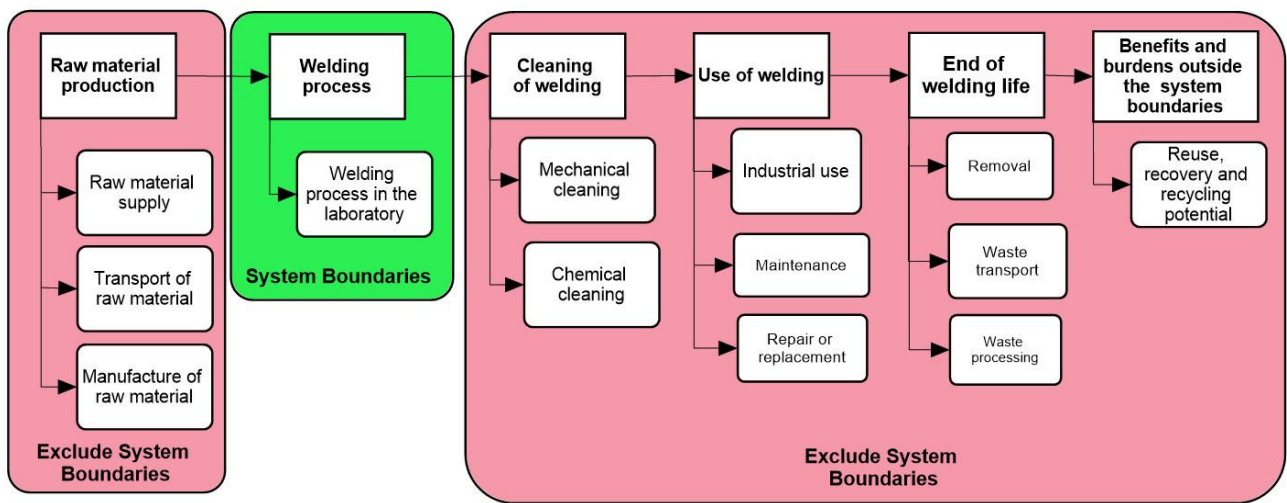 Raw material
production
Raw material
supply
Transport of
raw material
Manufacture of
raw material
Exclude System
Boundaries
Welding
process
Welding
process in the
laboratory
System Boundaries
Cleaning
of welding
Mechanical
cleaning
Chemical
cleaning
Use of welding
Industrial use
Maintenance
Repair or
replacement
End of
welding life
Removal
Waste
transport
Waste
processing
Benefits and
burdens outside
the system
boundaries
Reuse,
recovery and
recycling
potential
Exclude System
Boundaries